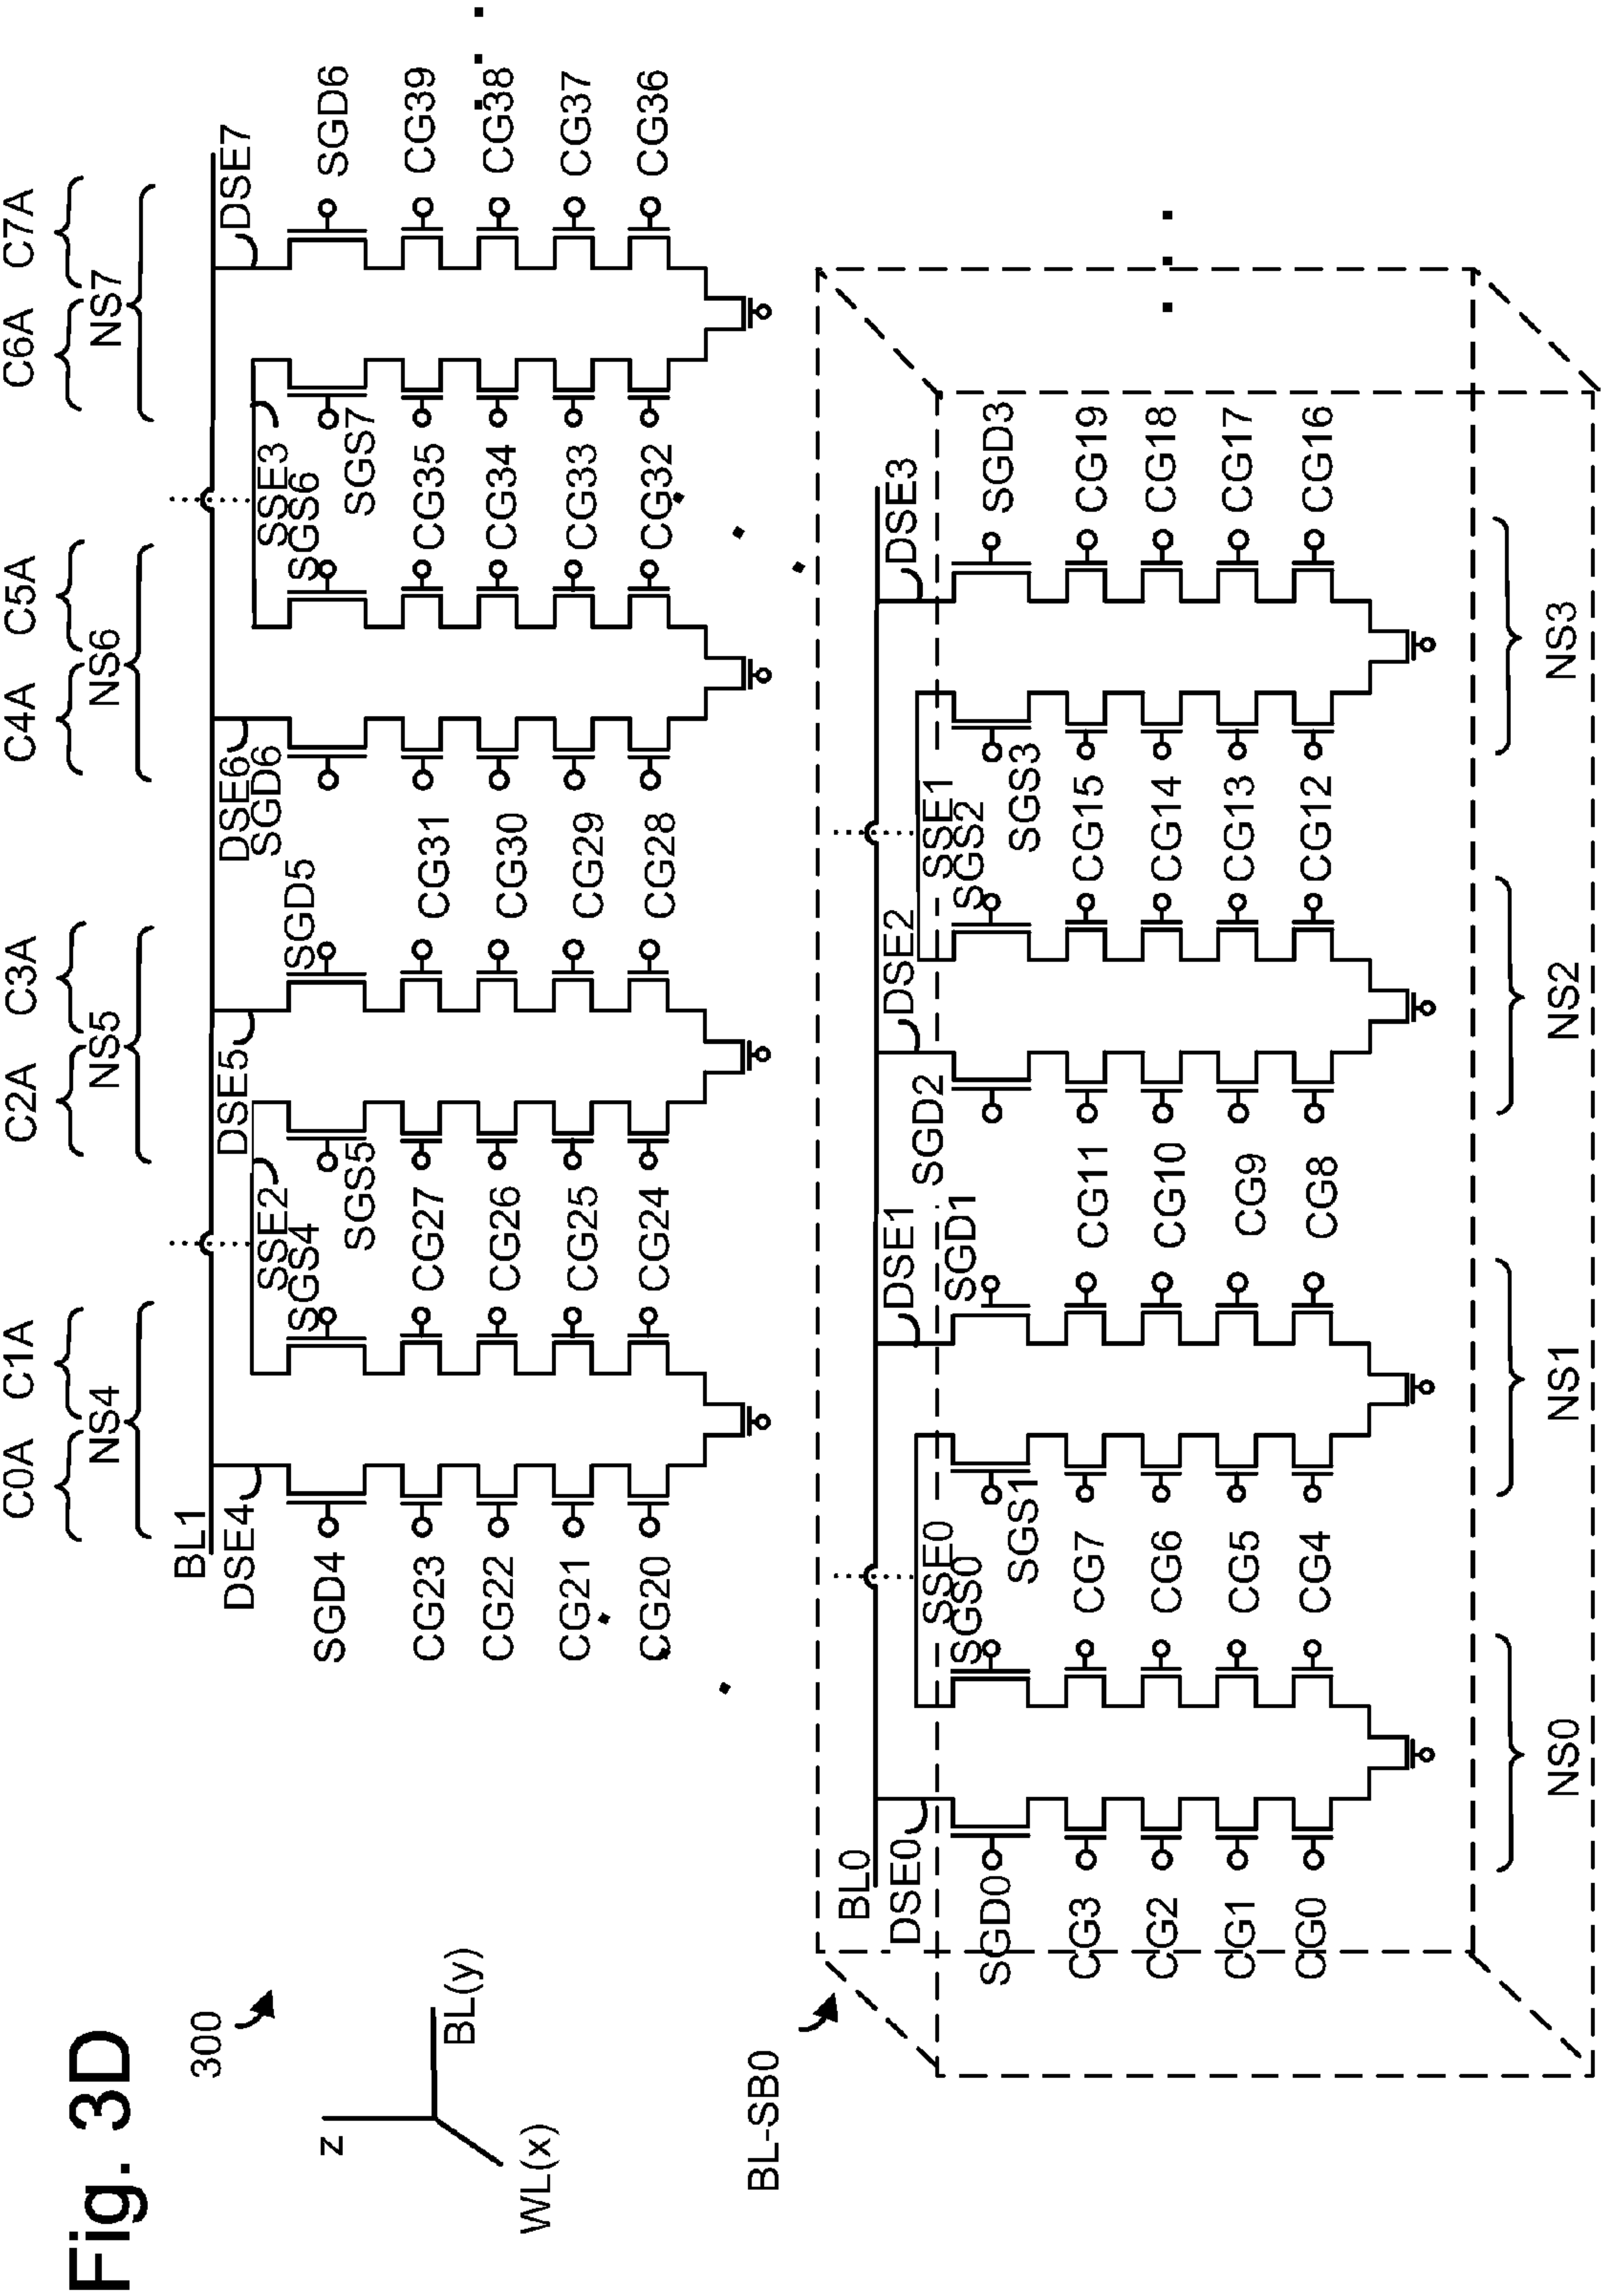 Fig. 3D
300
z
BL(y)
WL(x)
C0A C1A C2A C3A C4A C5A C6A C7A
NS4 NS5 NS6 NS7
BL1
DSE4 DSE5 DSE6 DSE7
SSE2 SSE3
SGD4 SGS4 SGS5 SGD5 SGD6 SGS6 SGS7 SGD6
CG23 CG27 CG31 CG35 CG39
CG22 CG26 CG30 CG34 CG38
CG21 CG25 CG29 CG33 CG37
CG20 CG24 CG28 CG32 CG36
BL-SB0
BL0
DSE0 DSE1 DSE2 DSE3
SSE0 SSE1
SGD0 SGS0 SGS1 SGD1 SGD2 SGS2 SGS3 SGD3
CG3 CG7 CG11 CG15 CG19
CG2 CG6 CG10 CG14 CG18
CG1 CG5 CG9 CG13 CG17
CG0 CG4 CG8 CG12 CG16
NS0 NS1 NS2 NS3